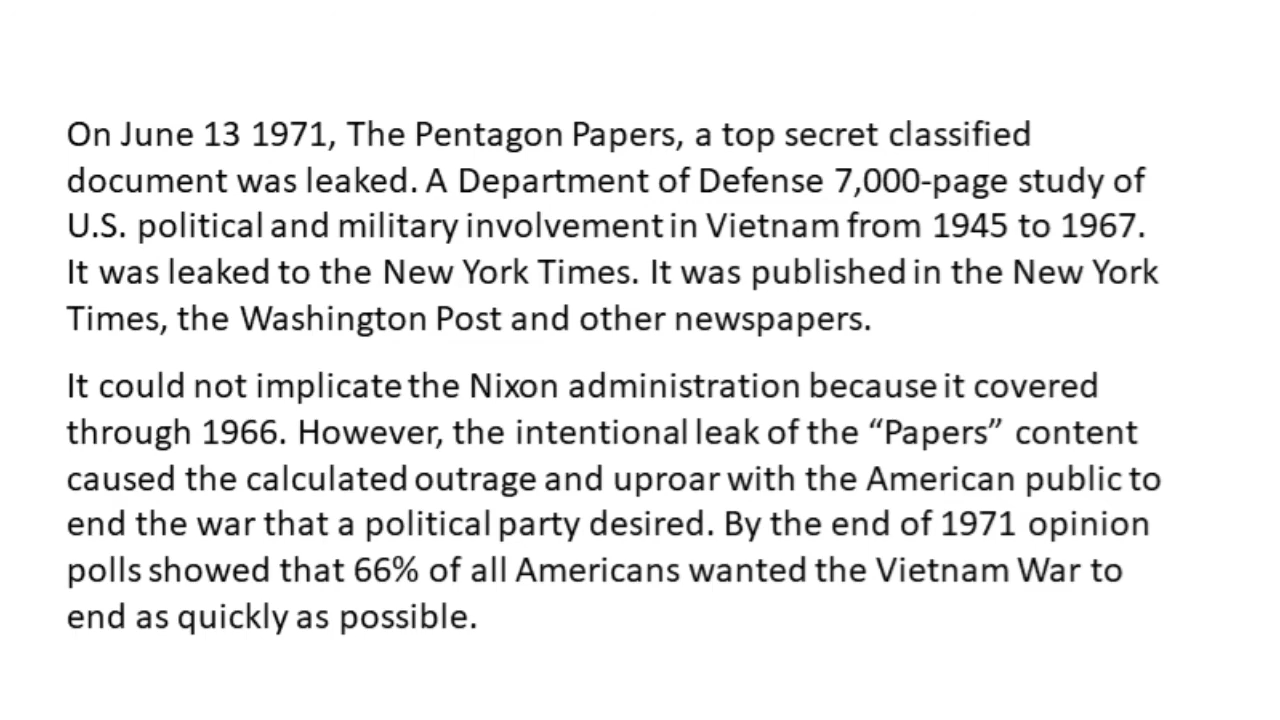 On June 13 1971, The Pentagon Papers, a top secret classified
document was leaked. A Department of Defense 7,000-page study of
U.S. political and military involvement in Vietnam from 1945 to 1967.
It was leaked to the New York Times. It was published in the New York
Times, the Washington Post and other newspapers.
It could not implicate the Nixon administration because it covered
through 1966. However, the intentional leak of the “Papers” content
caused the calculated outrage and uproar with the American public to
end the war that a political party desired. By the end of 1971 opinion
polls showed that 66% of all Americans wanted the Vietnam War to
end as quickly as possible.